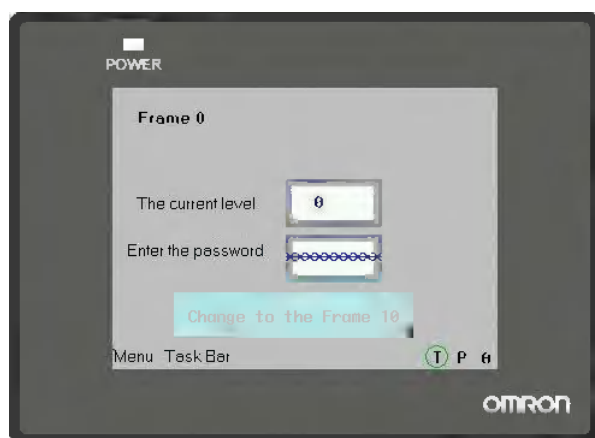 POWER
Frame 0
The current level 0
Enter the password
Change to the Frame 10
Menu Task Bar T P
OMRON